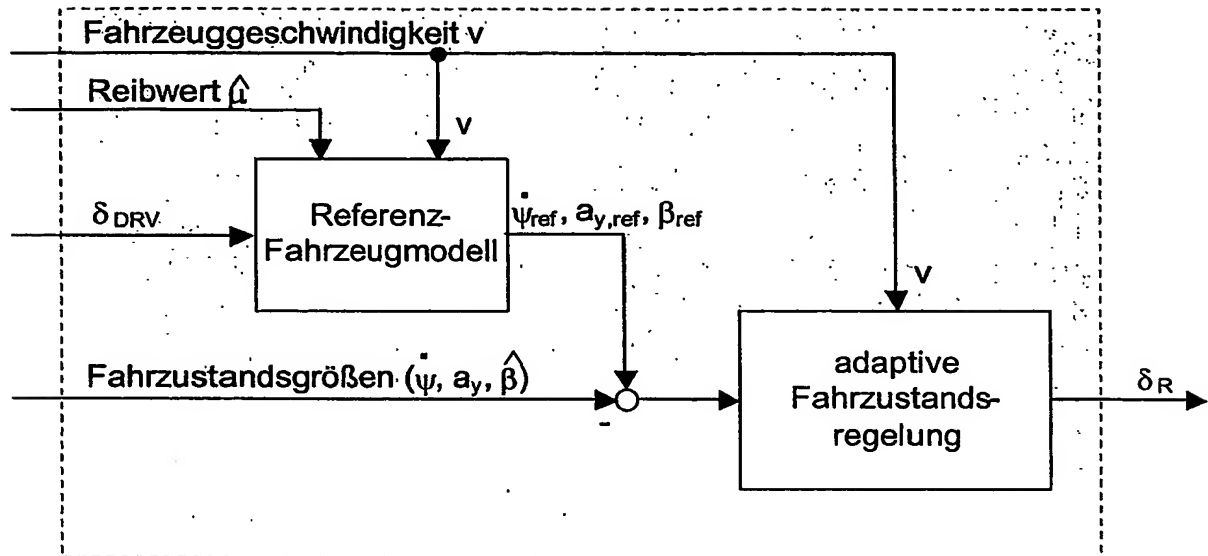 Fahrzeuggeschwindigkeit v
Reibwert μ̂
v
δ DRV
Referenz-
Fahrzeugmodell
ψ̇ref, ay,ref, βref
v
Fahrzustandsgrößen (ψ̇, ay, β̂)
-
adaptive
Fahrzustands-
regelung
δ R